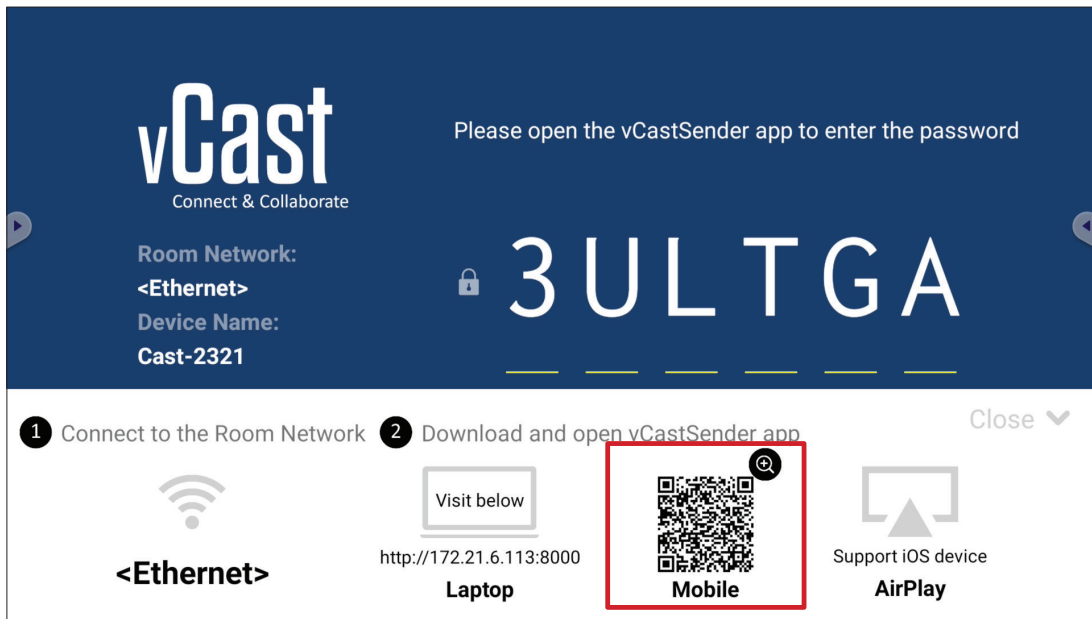 vCast
Connect & Collaborate
Please open the vCastSender app to enter the password
Room Network:
<Ethernet>
Device Name:
Cast-2321
3ULTGA
1 Connect to the Room Network
2 Download and open vCastSender app
Close
<Ethernet>
Visit below
http://172.21.6.113:8000
Laptop
Mobile
Support iOS device
AirPlay